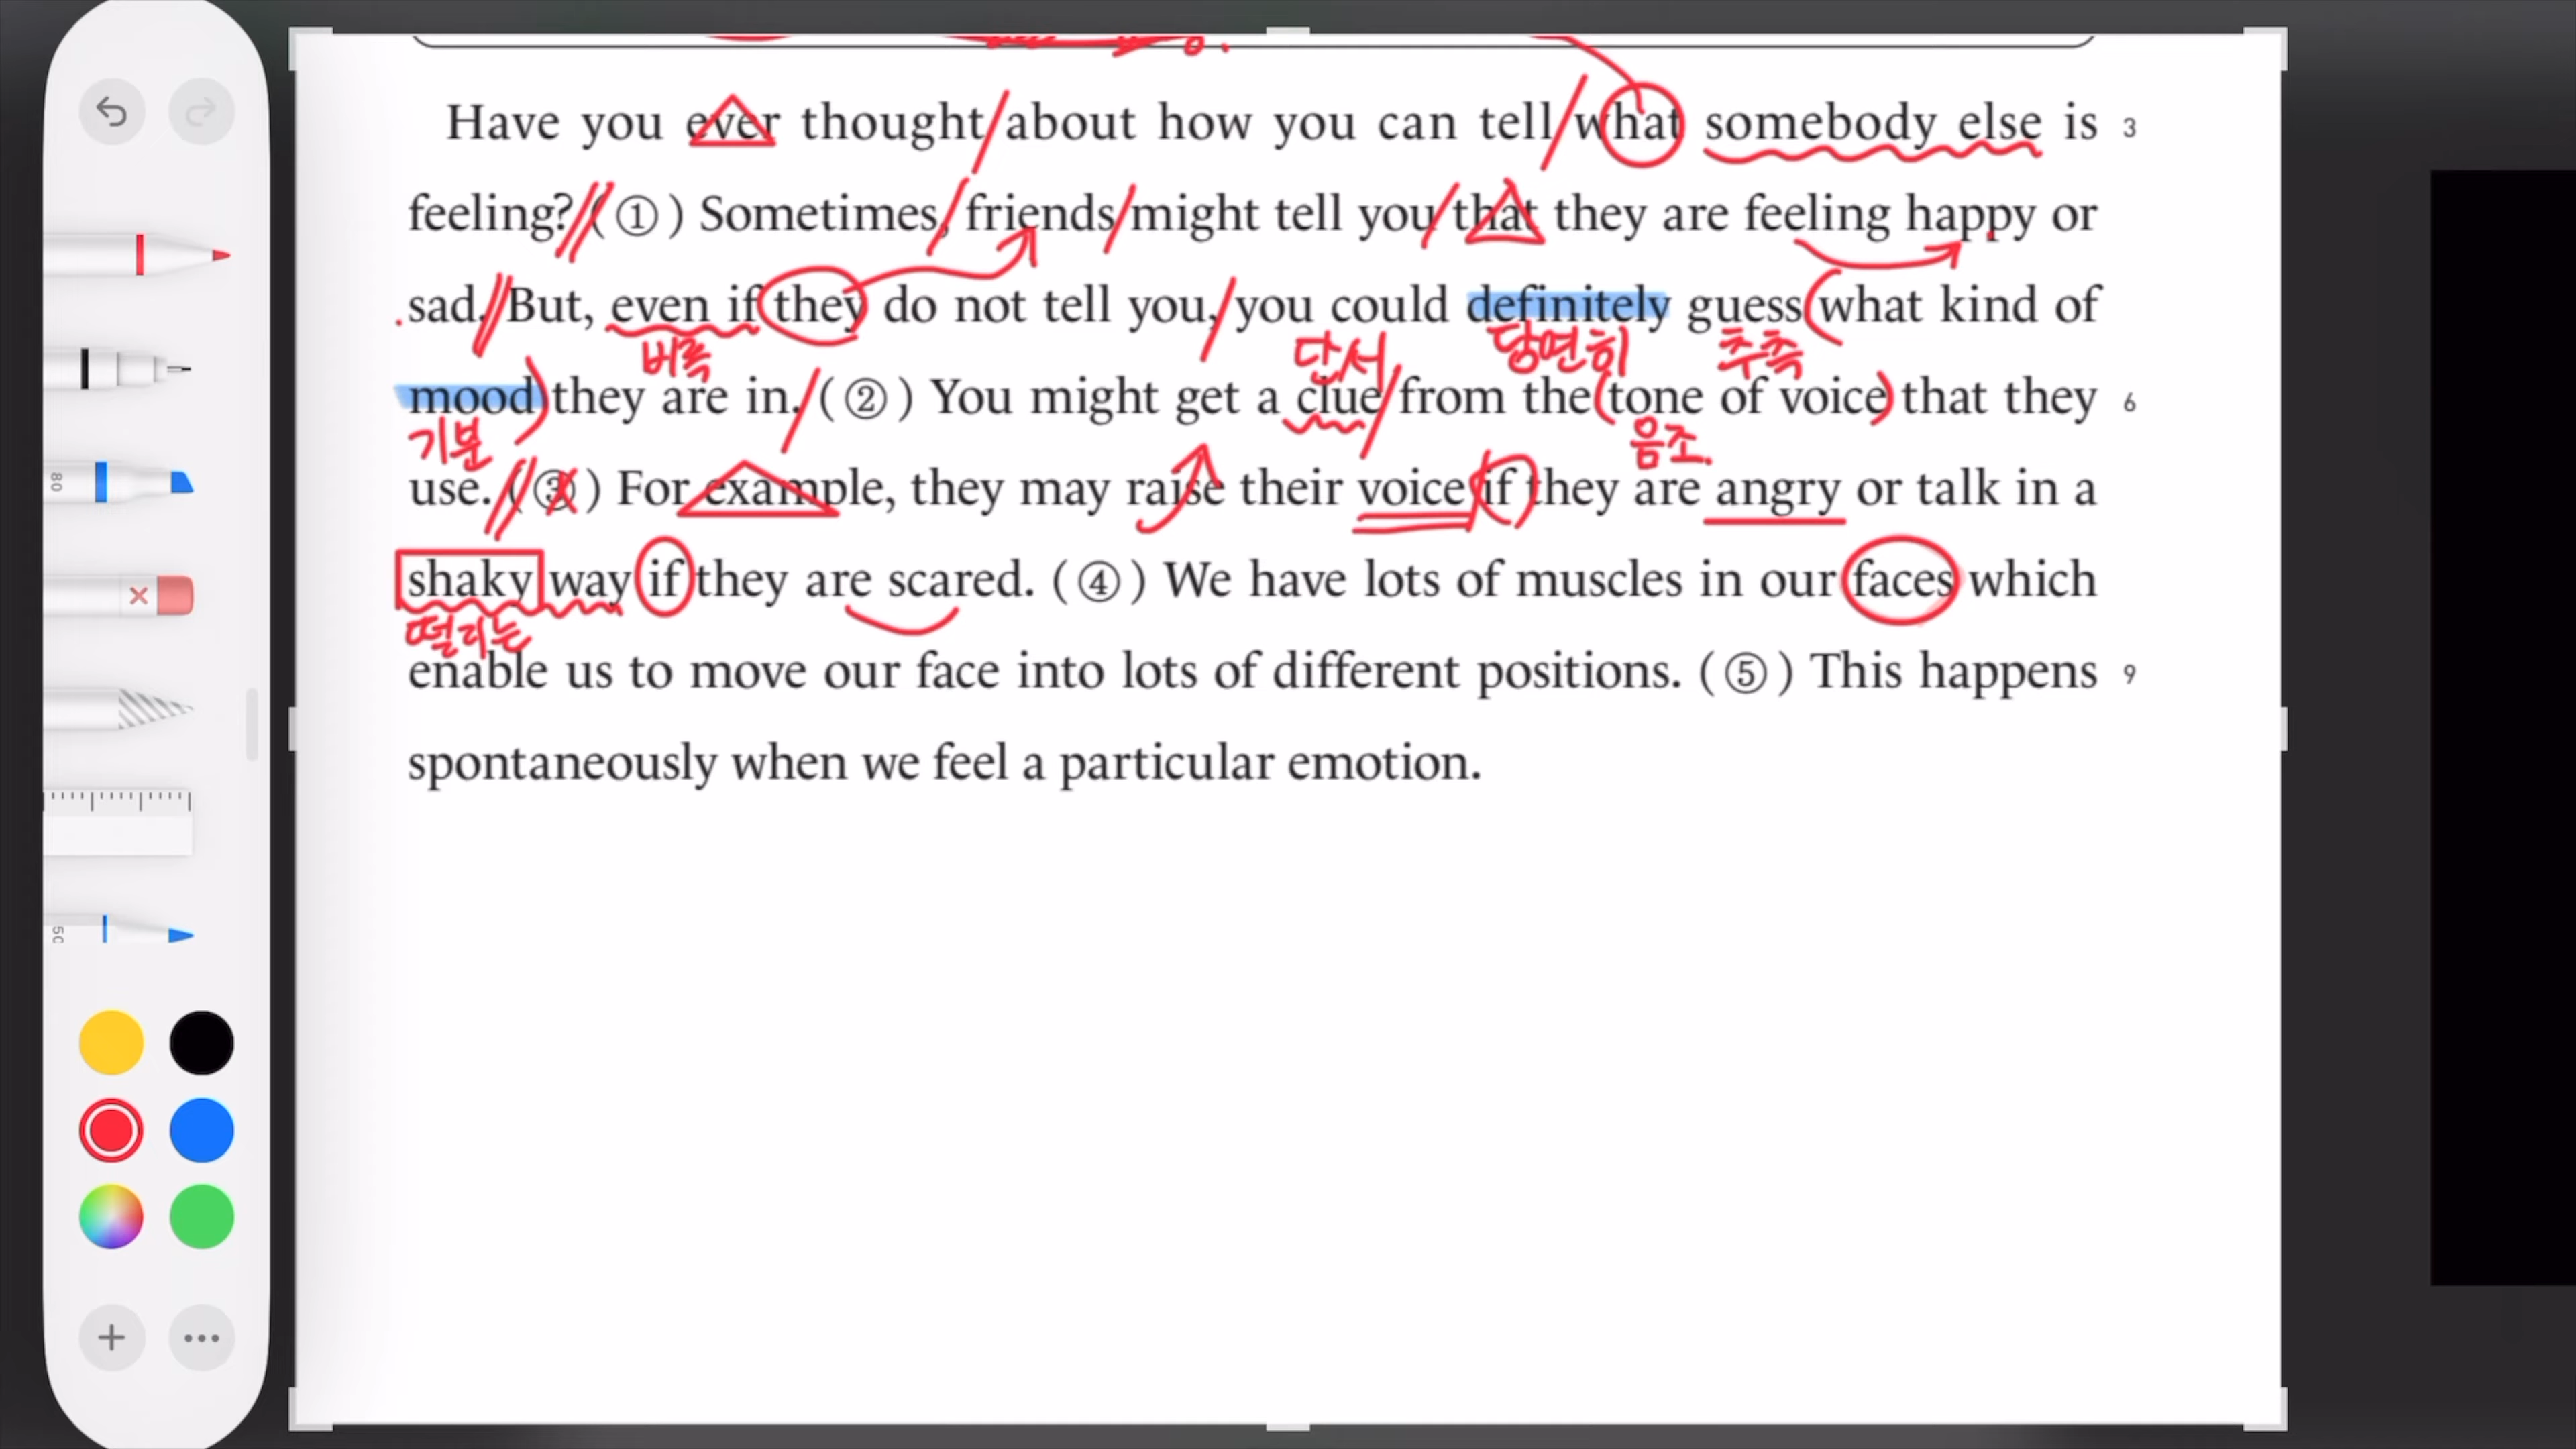 Have you ever thought about how you can tell what somebody else is 3
feeling? ( ① ) Sometimes, friends might tell you that they are feeling happy or
sad. But, even if they do not tell you, you could definitely guess what kind of
버록 단서 당연히 추측
mood they are in. ( ② ) You might get a clue from the tone of voice that they 6
기분 음조.
use. ( ③ ) For example, they may raise their voice if they are angry or talk in a
shaky way if they are scared. ( ④ ) We have lots of muscles in our faces which
떨리는
enable us to move our face into lots of different positions. ( ⑤ ) This happens 9
spontaneously when we feel a particular emotion.
80
50